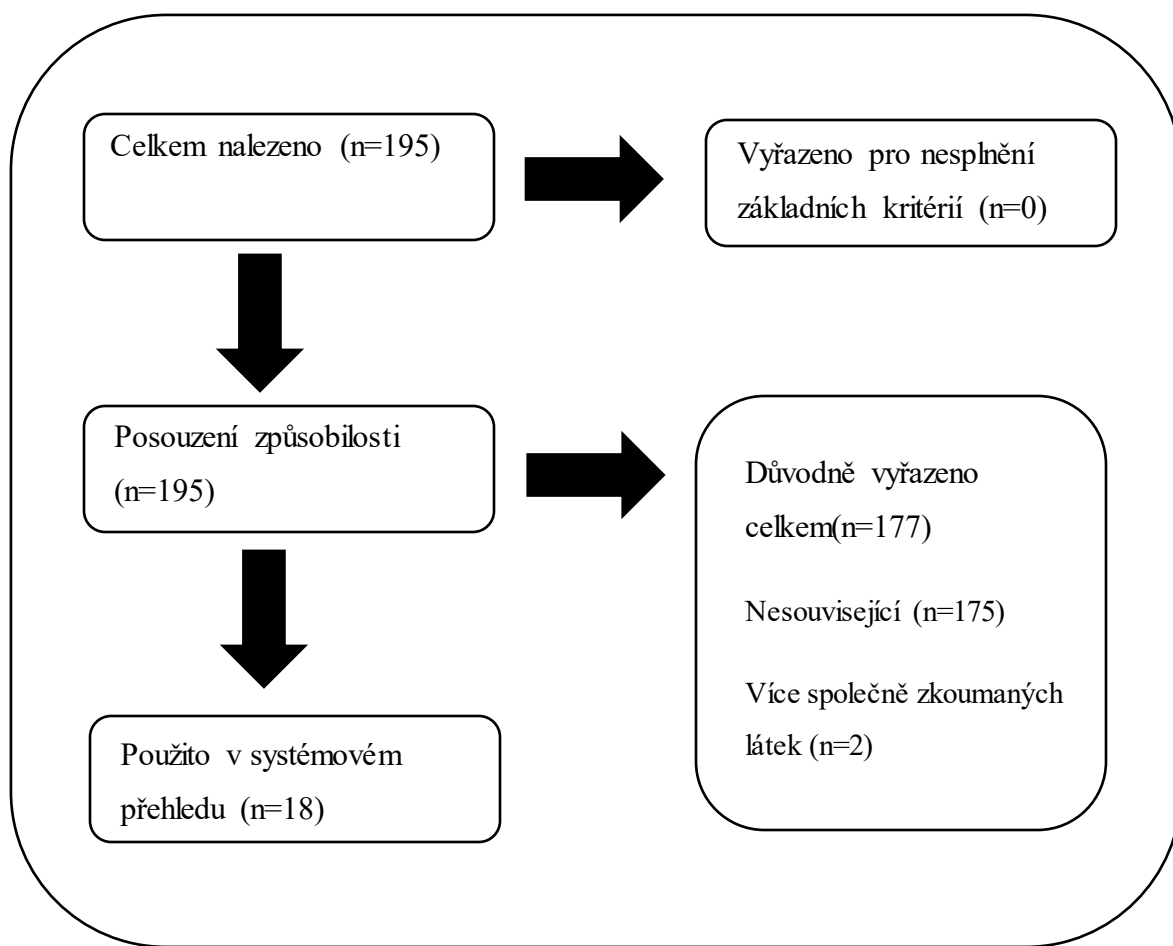 Celkem nalezeno (n=195)
Vyřazeno pro nesplnění
základních kritérií (n=0)
Posouzení způsobilosti
(n=195)
Důvodně vyřazeno
celkem(n=177)
Nesouvisející (n=175)
Více společně zkoumaných
látek (n=2)
Použito v systémovém
přehledu (n=18)